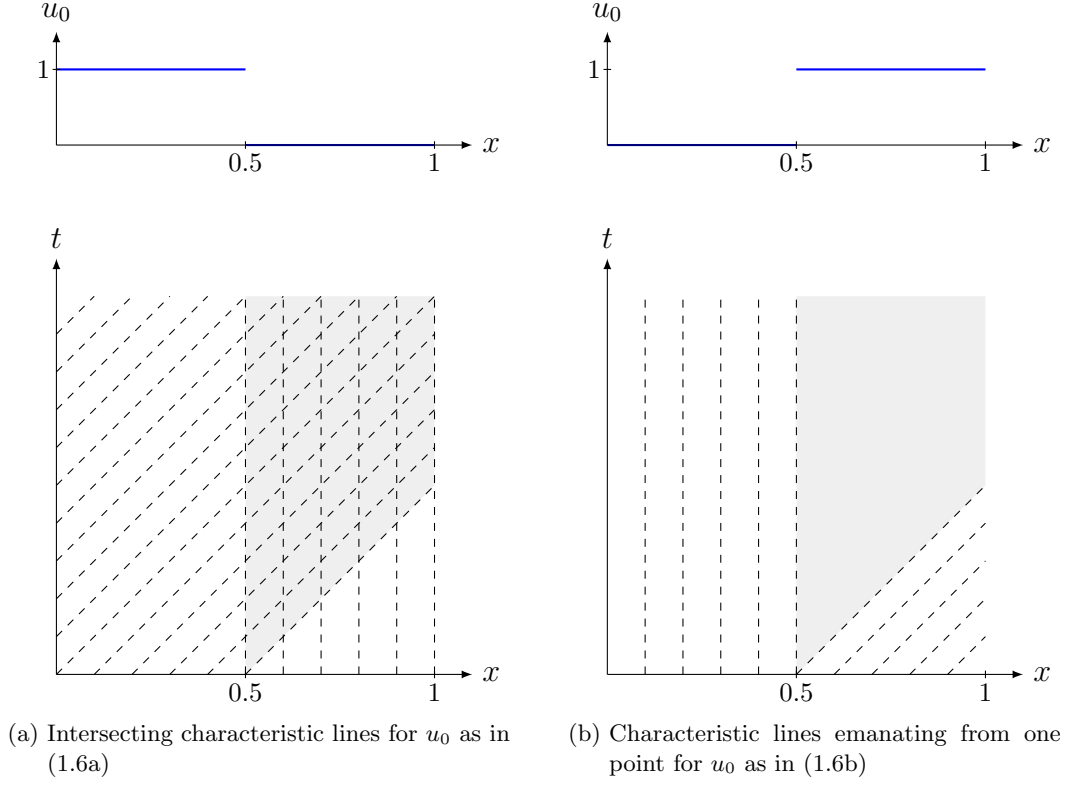 u₀
1
0.5
1
x
t
0.5
1
x
(a) Intersecting characteristic lines for u₀ as in
(1.6a)
u₀
1
0.5
1
x
t
0.5
1
x
(b) Characteristic lines emanating from one
point for u₀ as in (1.6b)